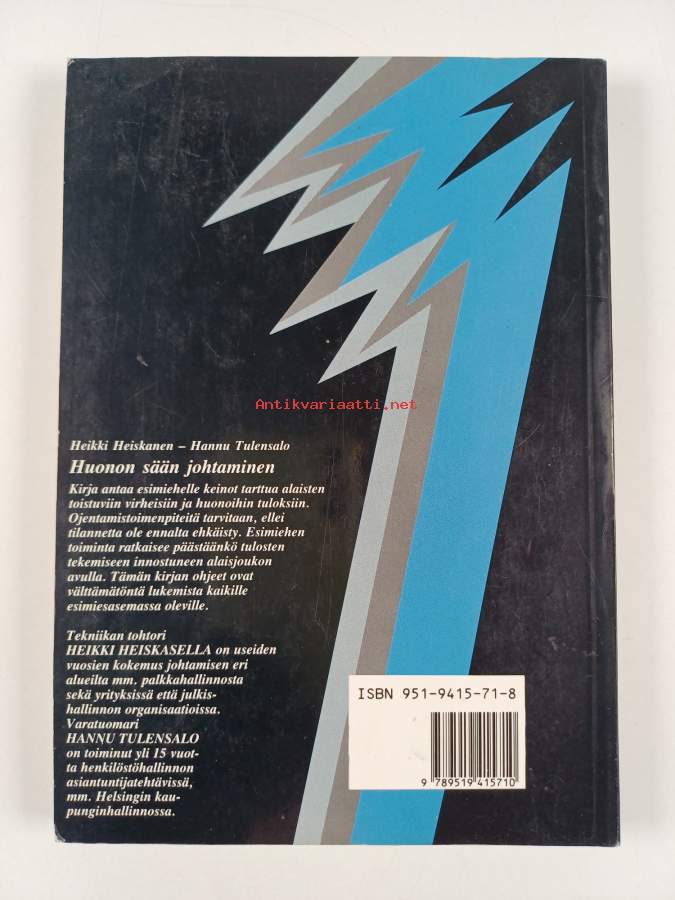 Antikvariaatti.net
Heikki Heiskanen – Hannu Tulensalo
Huonon sään johtaminen
Kirja antaa esimiehelle keinot tarttua alaisten
toistuviin virheisiin ja huonoihin tuloksiin.
Ojentamistoimenpiteitä tarvitaan, ellei
tilannetta ole ennalta ehkäisty. Esimiehen
toiminta ratkaisee päästäänkö tulosten
tekemiseen innostuneen alaisjoukon
avulla. Tämän kirjan ohjeet ovat
välttämätöntä lukemista kaikille
esimiesasemassa oleville.
Tekniikan tohtori
HEIKKI HEISKASELLA on useiden
vuosien kokemus johtamisen eri
alueilta mm. palkkahallinnosta
sekä yrityksissä että julkis-
hallinnon organisaatioissa.
Varatuomari
HANNU TULENSALO
on toiminut yli 15 vuot-
ta henkilöstöhallinnon
asiantuntijatehtävissä,
mm. Helsingin kau-
punginhallinnossa.
ISBN 951-9415-71-8
9 789519 415710